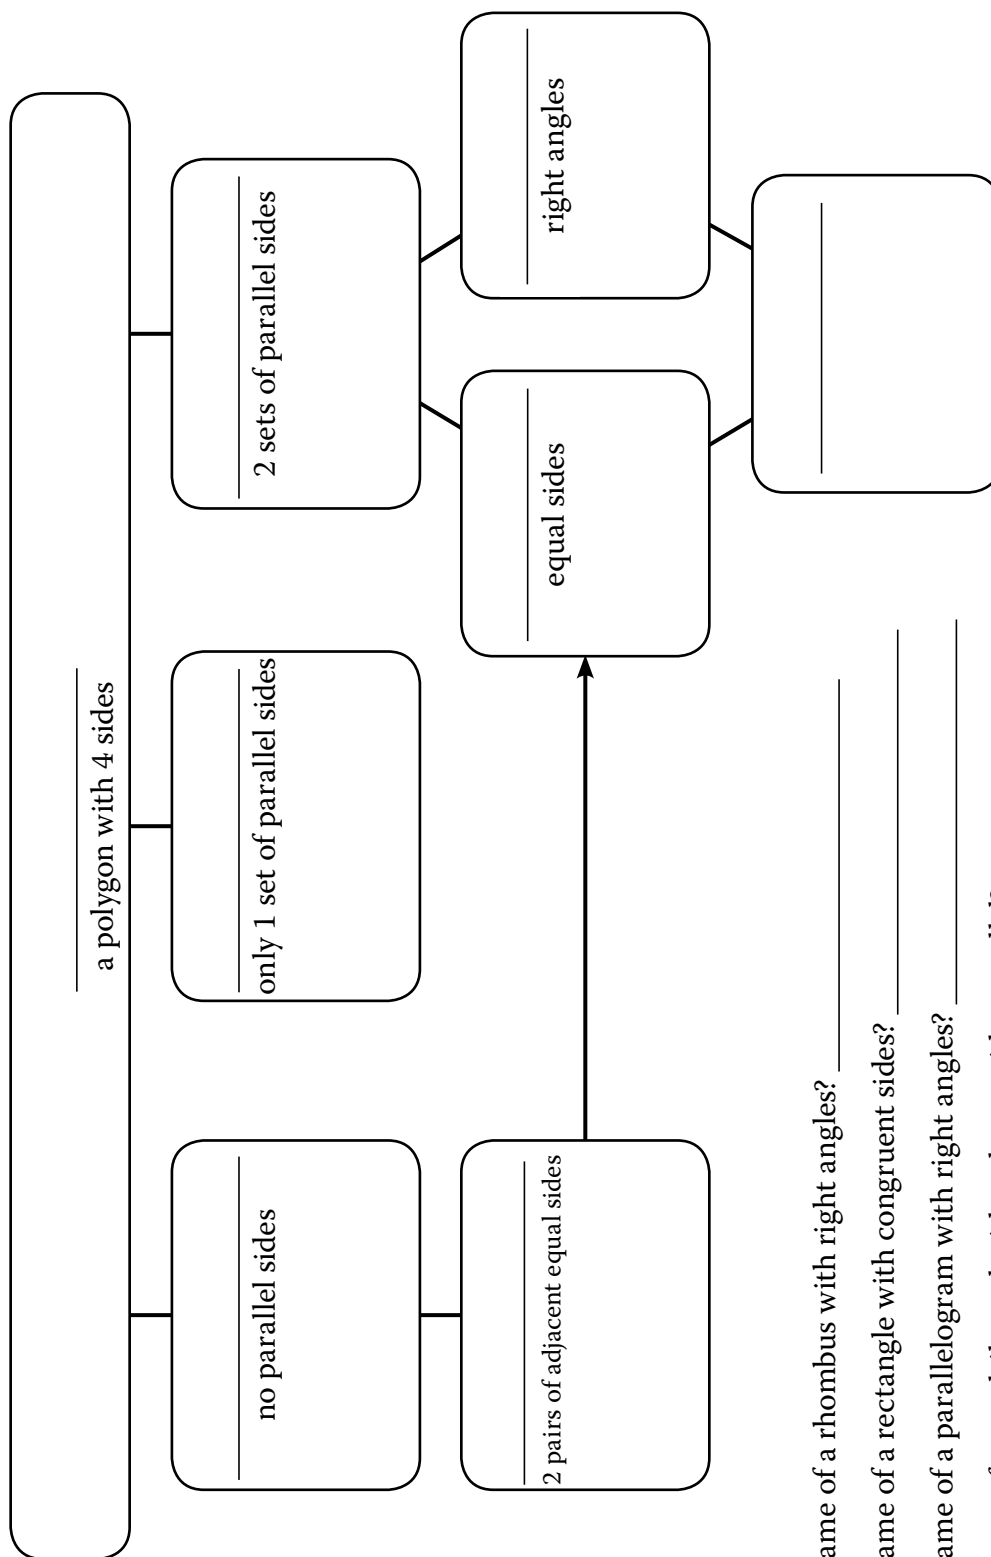 a polygon with 4 sides
no parallel sides
only 1 set of parallel sides
2 sets of parallel sides
2 pairs of adjacent equal sides
equal sides
right angles
ame of a rhombus with right angles?
ame of a rectangle with congruent sides?
ame of a parallelogram with right angles?